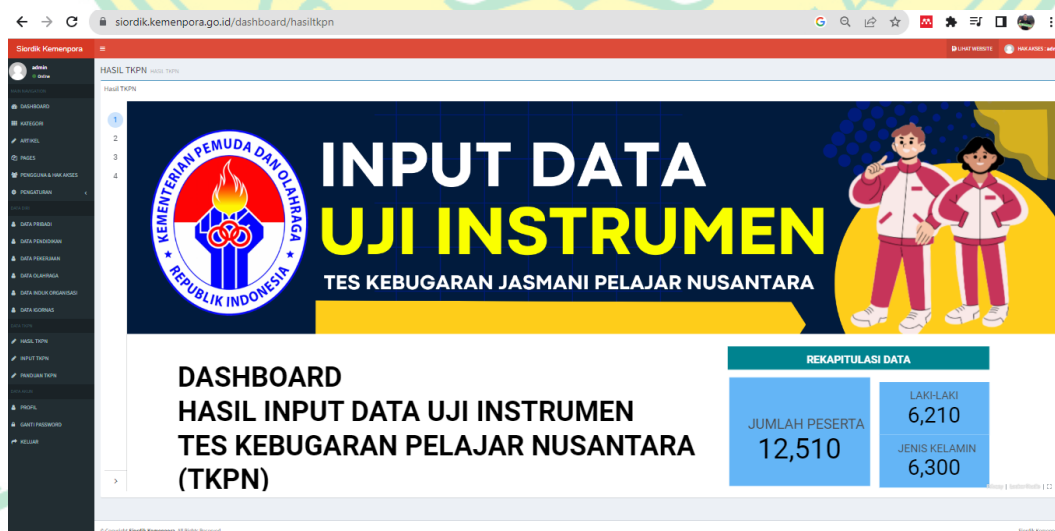 siordik.kemenpora.go.id/dashboard/hasiltkpn
Siordik Kemenpora
LIHAT WEBSITE
HAK AKSES :
admin
Online
HASIL TKPN HASIL TKPN
Hasil TKPN
DASHBOARD
KATEGORI
ARTIKEL
PAGES
PENGGUNA & HAK AKSES
PENGATURAN
DATA PRIBADI
DATA PENDIDIKAN
DATA PEKERJAAN
DATA OLAHRAGA
DATA INDUK ORGANISASI
DATA IGORNAS
HASIL TKPN
INPUT TKPN
PANDUAN TKPN
PROFIL
GANTI PASSWORD
KELUAR
1
2
3
4
KEMENTERIAN PEMUDA DAN OLAHRAGA
REPUBLIK INDONESIA
INPUT DATA
UJI INSTRUMEN
TES KEBUGARAN JASMANI PELAJAR NUSANTARA
DASHBOARD
HASIL INPUT DATA UJI INSTRUMEN
TES KEBUGARAN PELAJAR NUSANTARA
(TKPN)
REKAPITULASI DATA
JUMLAH PESERTA
12,510
LAKI-LAKI
6,210
JENIS KELAMIN
6,300